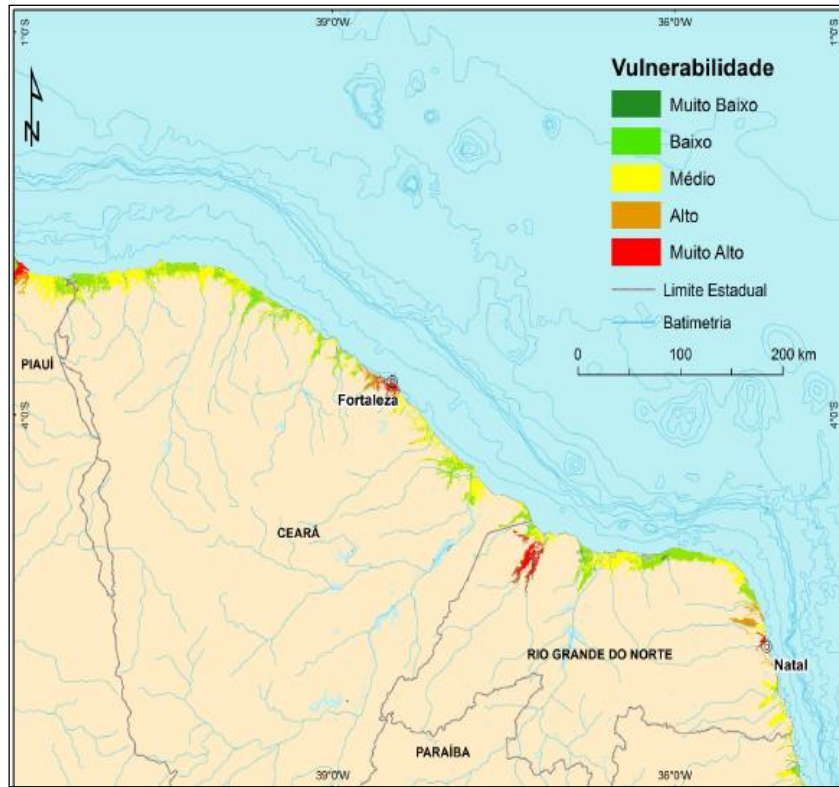 39°0'W 36°0'W
1°0'S 1°0'S
N
Vulnerabilidade
Muito Baixo
Baixo
Médio
Alto
Muito Alto
Limite Estadual
Batimetria
0 100 200 km
PIAUÍ
Fortaleza
4°0'S 4°0'S
CEARÁ
RIO GRANDE DO NORTE
Natal
PARAÍBA
39°0'W 36°0'W